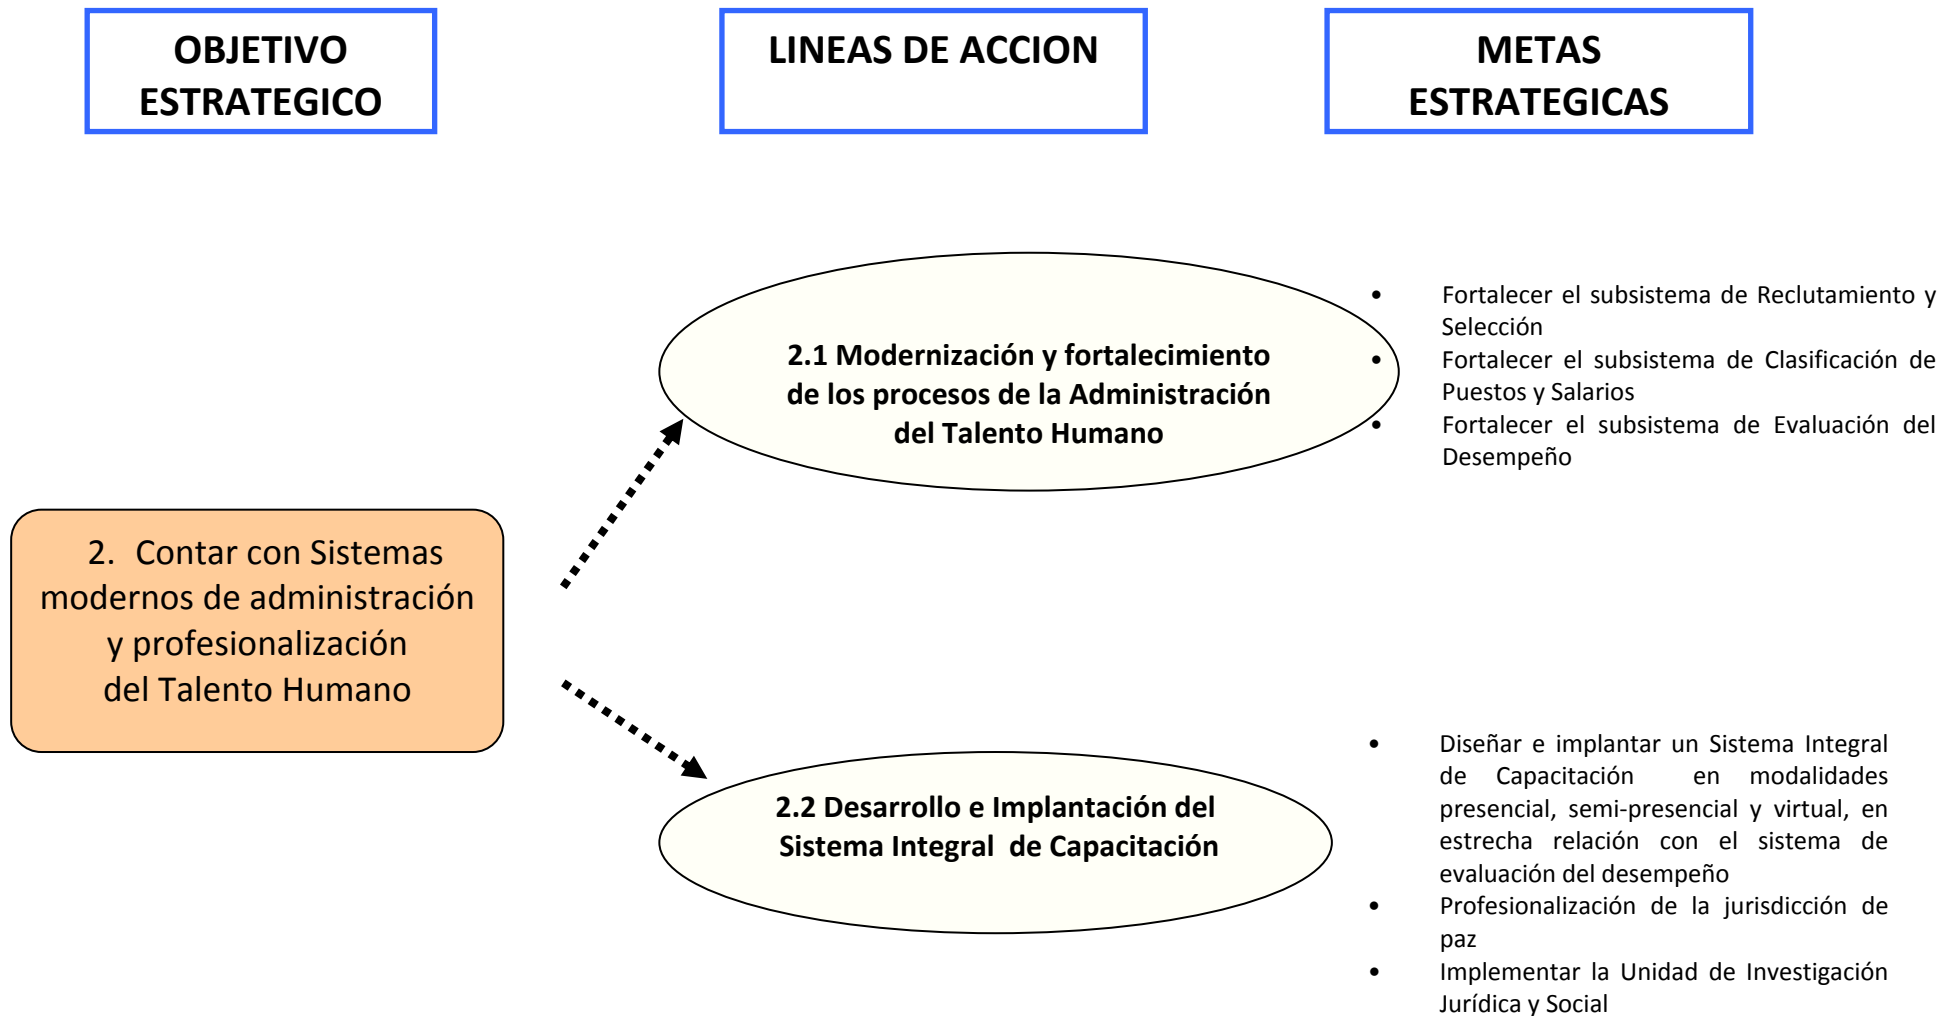 OBJETIVO
ESTRATEGICO
LINEAS DE ACCION
METAS
ESTRATEGICAS
2. Contar con Sistemas
modernos de administración
y profesionalización
del Talento Humano
2.1 Modernización y fortalecimiento
de los procesos de la Administración
del Talento Humano
• Fortalecer el subsistema de Reclutamiento y
Selección
• Fortalecer el subsistema de Clasificación de
Puestos y Salarios
• Fortalecer el subsistema de Evaluación del
Desempeño
2.2 Desarrollo e Implantación del
Sistema Integral de Capacitación
• Diseñar e implantar un Sistema Integral
de Capacitación en modalidades
presencial, semi-presencial y virtual, en
estrecha relación con el sistema de
evaluación del desempeño
• Profesionalización de la jurisdicción de
paz
• Implementar la Unidad de Investigación
Jurídica y Social